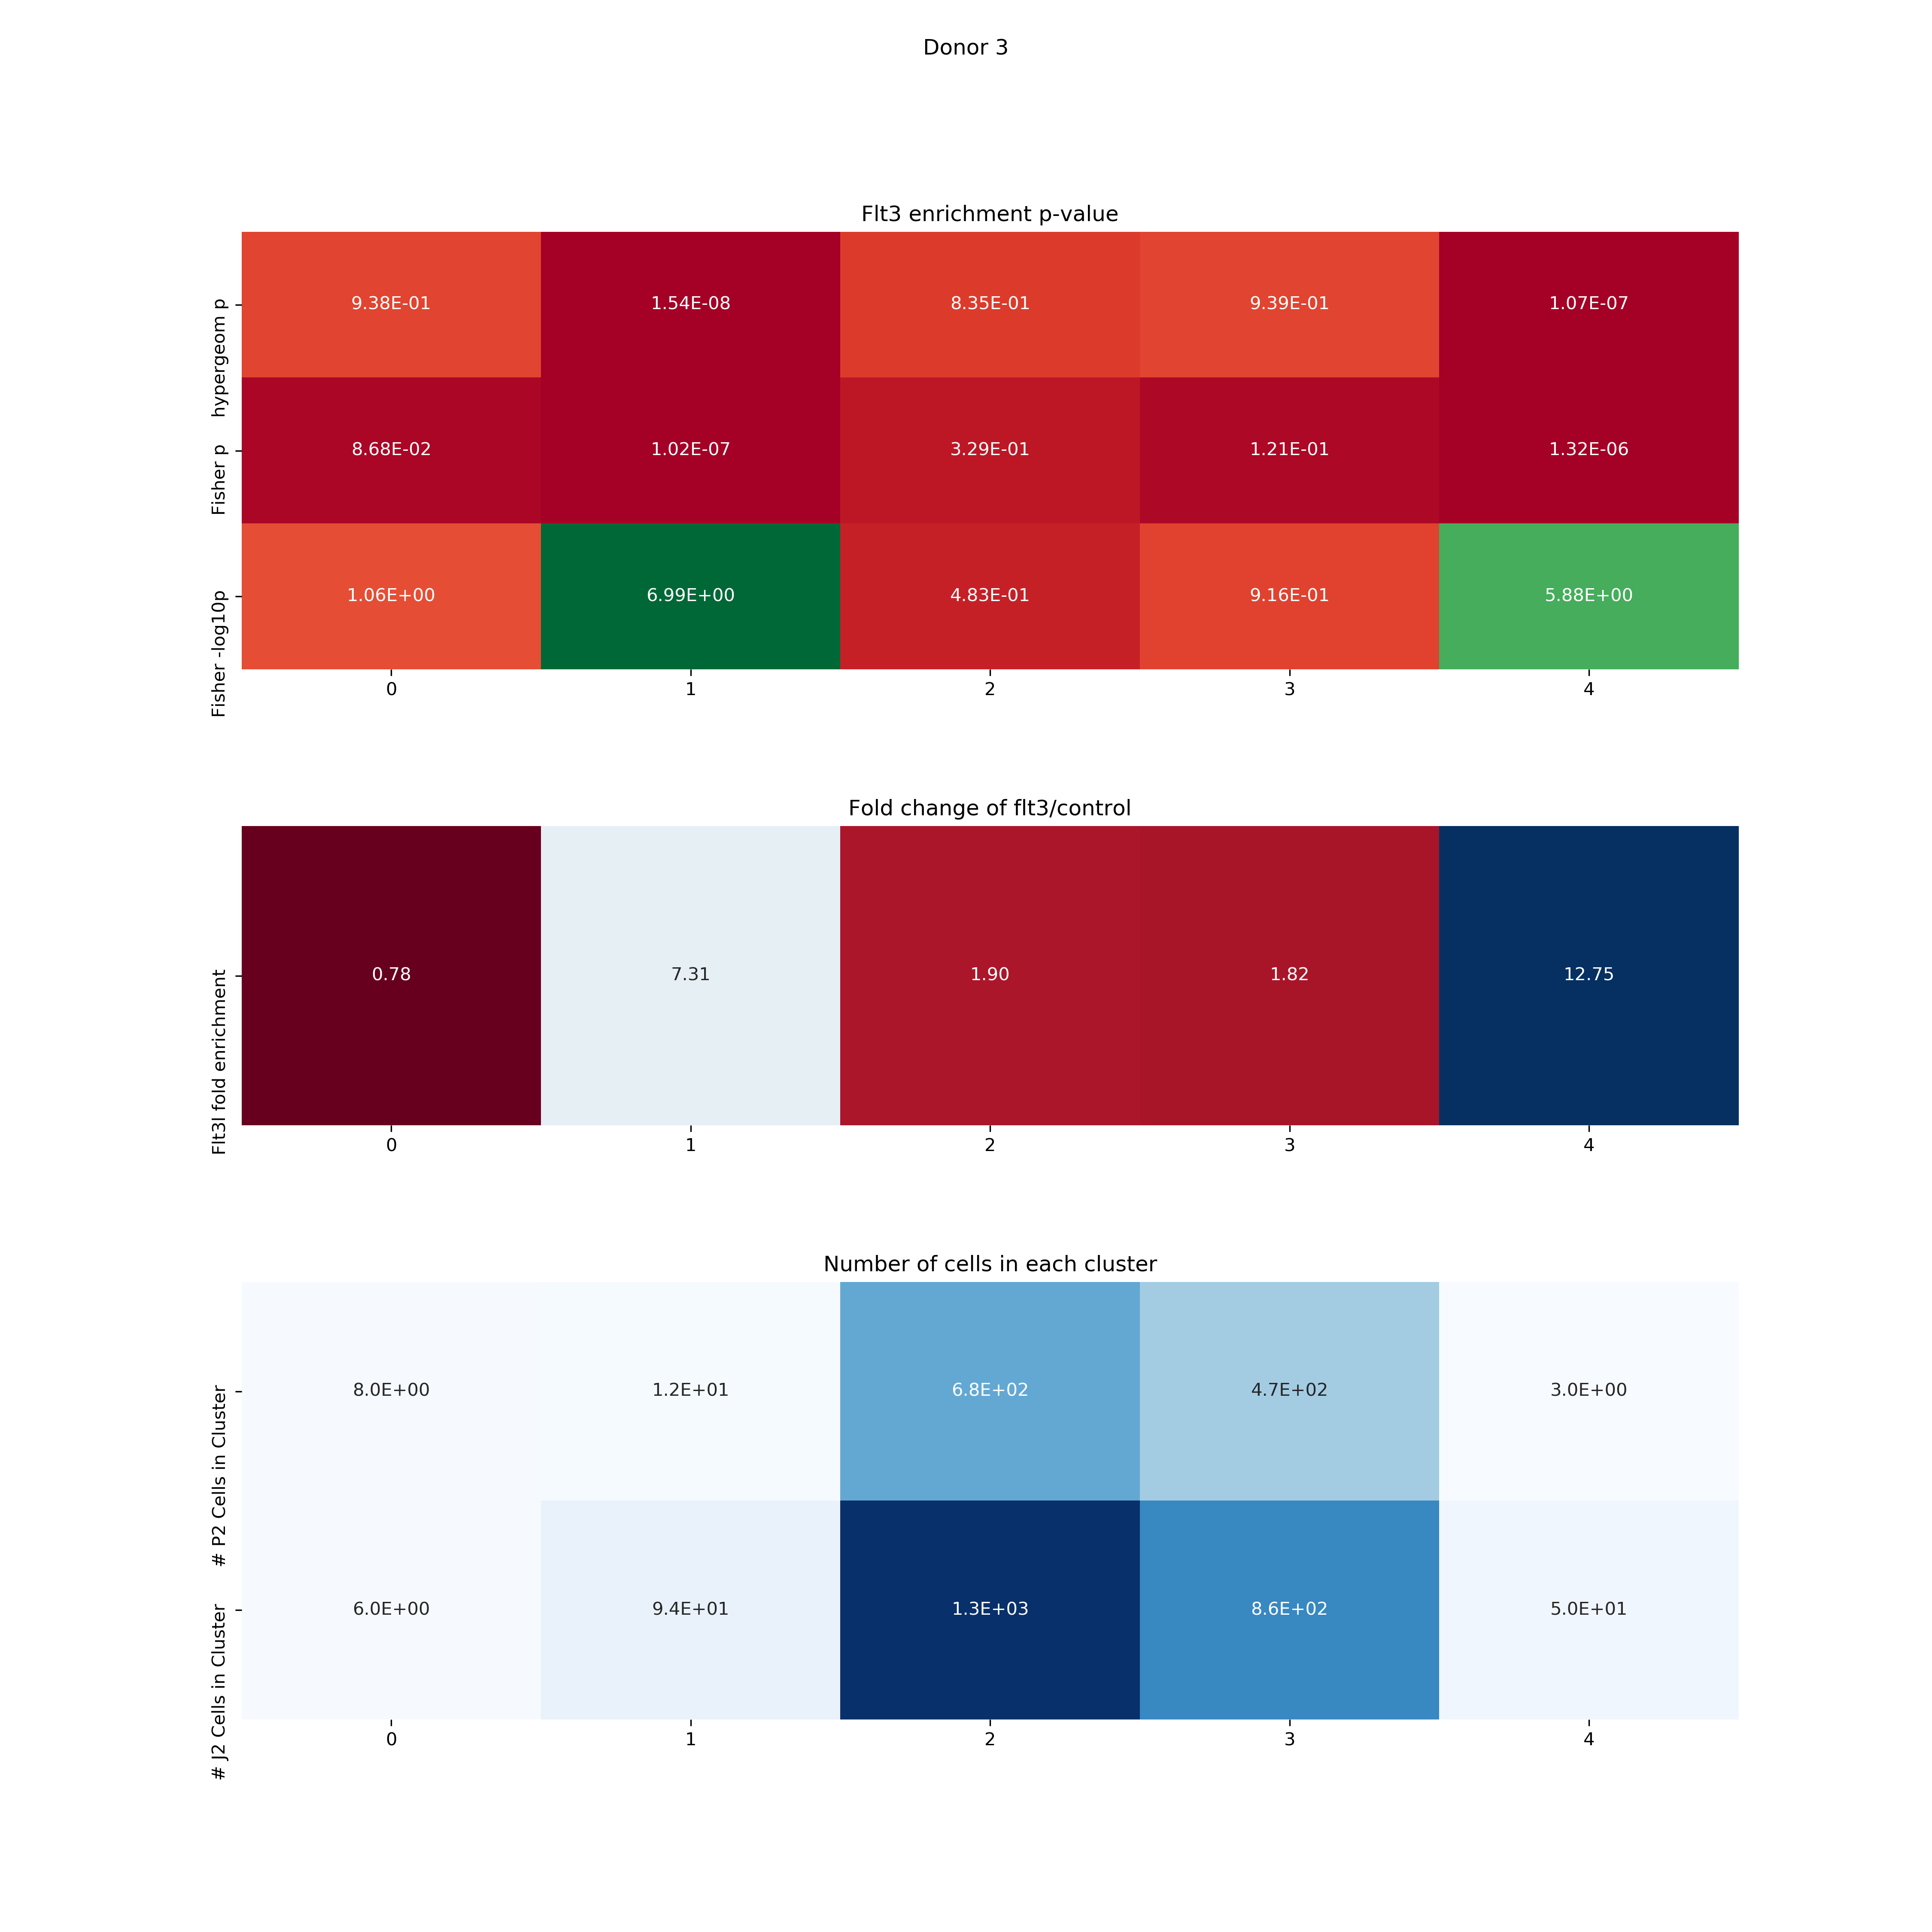 Donor 3
Flt3 enrichment p-value
hypergeom p
9.38E-01 1.54E-08 8.35E-01 9.39E-01 1.07E-07
Fisher p
8.68E-02 1.02E-07 3.29E-01 1.21E-01 1.32E-06
Fisher -log10p
1.06E+00 6.99E+00 4.83E-01 9.16E-01 5.88E+00
0 1 2 3 4
Fold change of flt3/control
Flt3l fold enrichment
0.78 7.31 1.90 1.82 12.75
0 1 2 3 4
Number of cells in each cluster
# P2 Cells in Cluster
8.0E+00 1.2E+01 6.8E+02 4.7E+02 3.0E+00
# J2 Cells in Cluster
6.0E+00 9.4E+01 1.3E+03 8.6E+02 5.0E+01
0 1 2 3 4